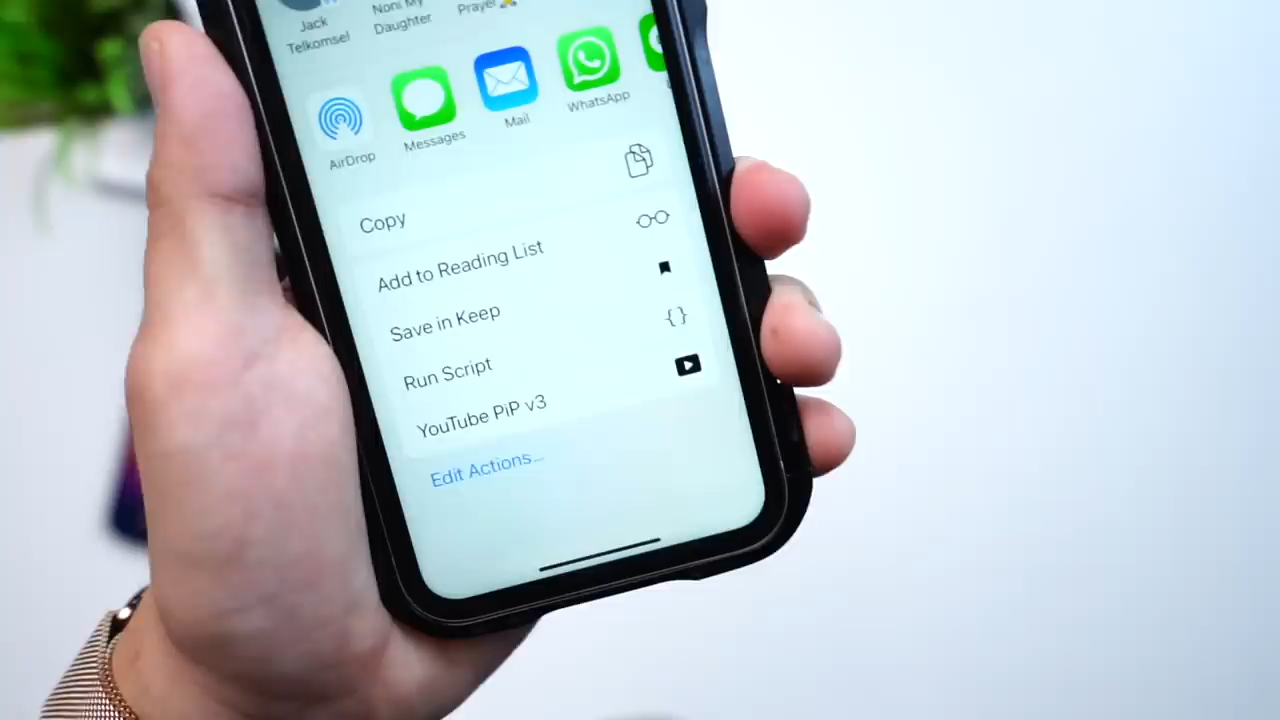 Jack
Telkomsel
Noni My
Daughter
Prayer🙏
AirDrop
Messages
Mail
WhatsApp
Copy
Add to Reading List
Save in Keep
Run Script
YouTube PiP v3
Edit Actions...